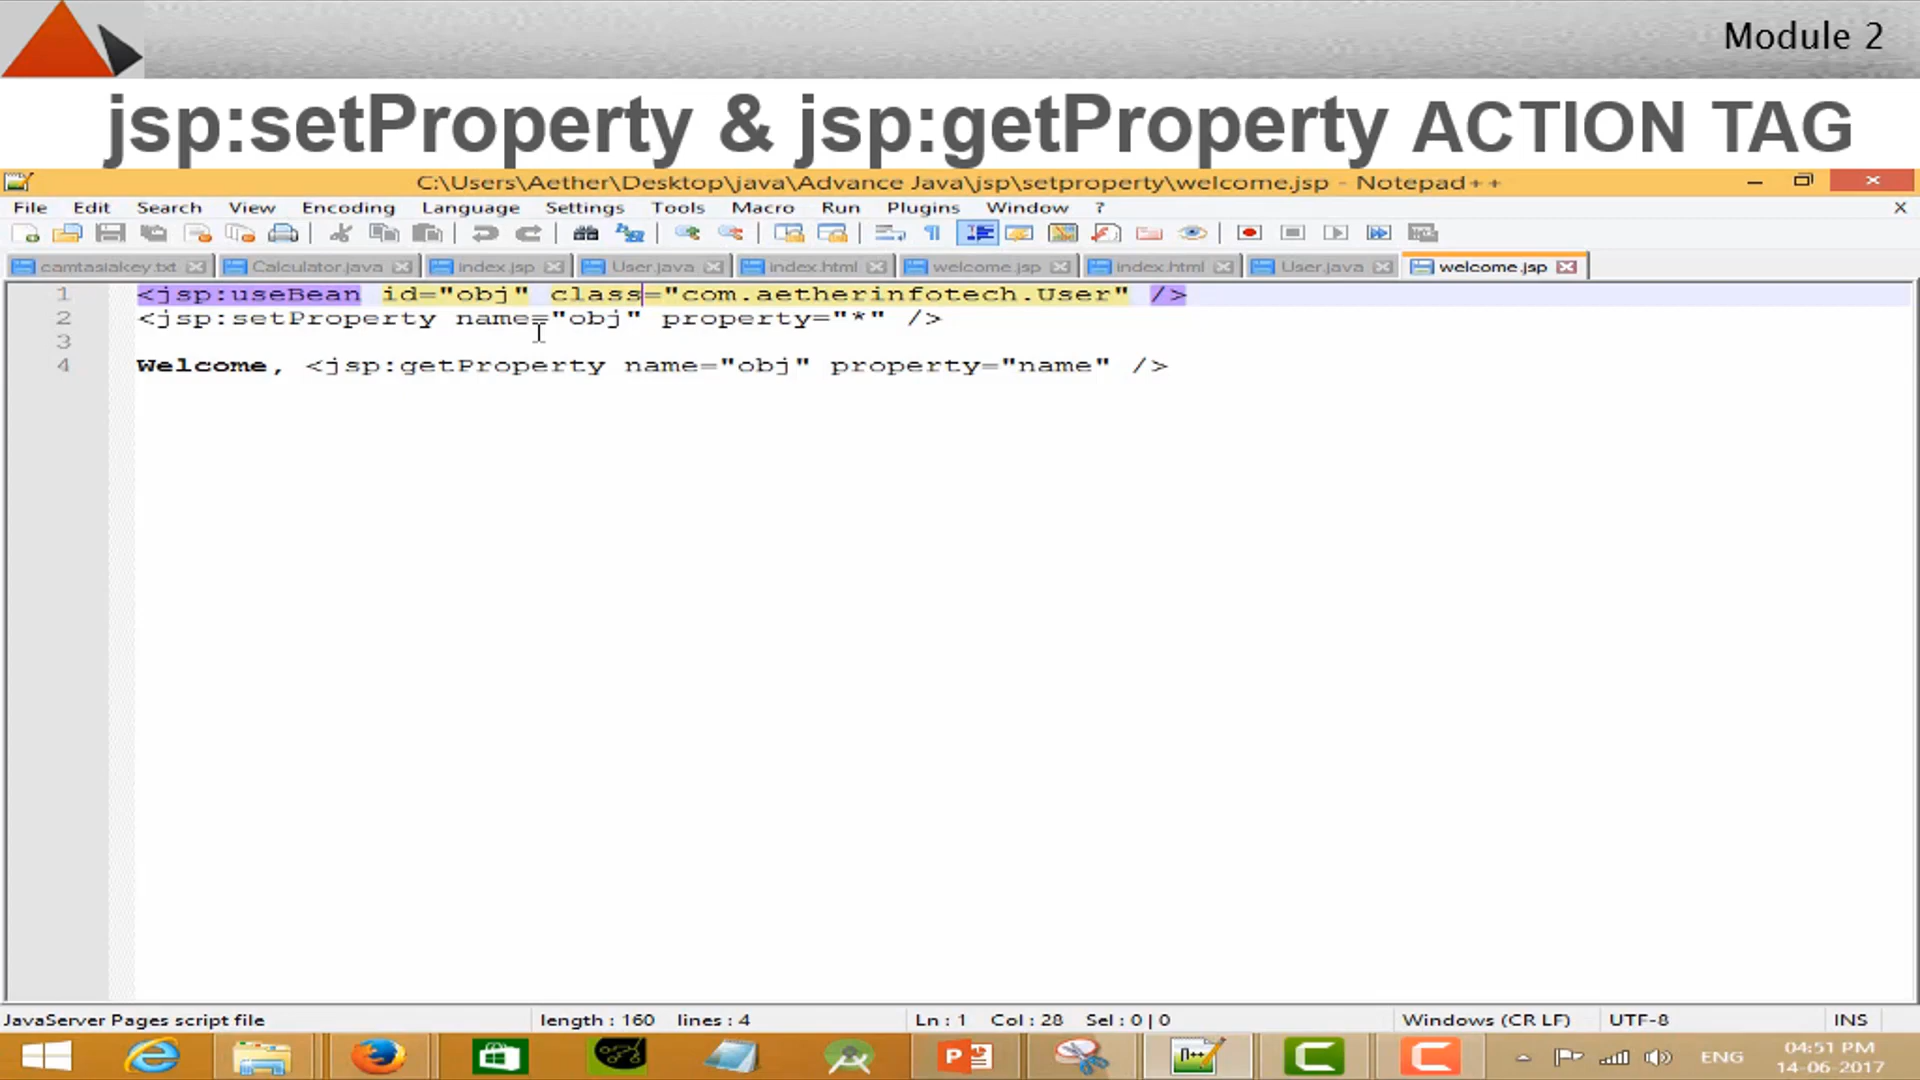 Module 2
jsp:setProperty & jsp:getProperty ACTION TAG
C:\Users\Aether\Desktop\java\Advance Java\jsp\setproperty\welcome.jsp - Notepad++
File Edit Search View Encoding Language Settings Tools Macro Run Plugins Window ? X
camtasiakey.txt Calculator.java index.jsp User.java index.html welcome.jsp index.html User.java welcome.jsp
1 <jsp:useBean id="obj" class="com.aetherinfotech.User" />
2 <jsp:setProperty name="obj" property="*" />
3
4 Welcome, <jsp:getProperty name="obj" property="name" />
JavaServer Pages script file length : 160 lines : 4 Ln : 1 Col : 28 Sel : 0 | 0 Windows (CR LF) UTF-8 INS
ENG 04:51 PM
14-06-2017